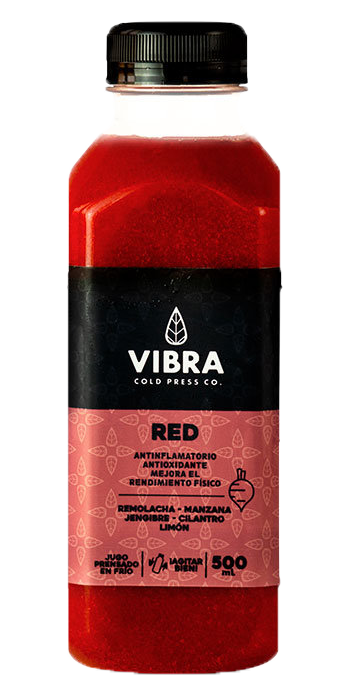 VIBRA
COLD PRESS CO.
RED
ANTINFLAMATORIO
ANTIOXIDANTE
MEJORA EL
RENDIMIENTO FÍSICO
REMOLACHA - MANZANA
JENGIBRE - CILANTRO
LIMÓN
JUGO
PRENSADO
EN FRÍO
¡AGITAR
BIEN!
500
mL